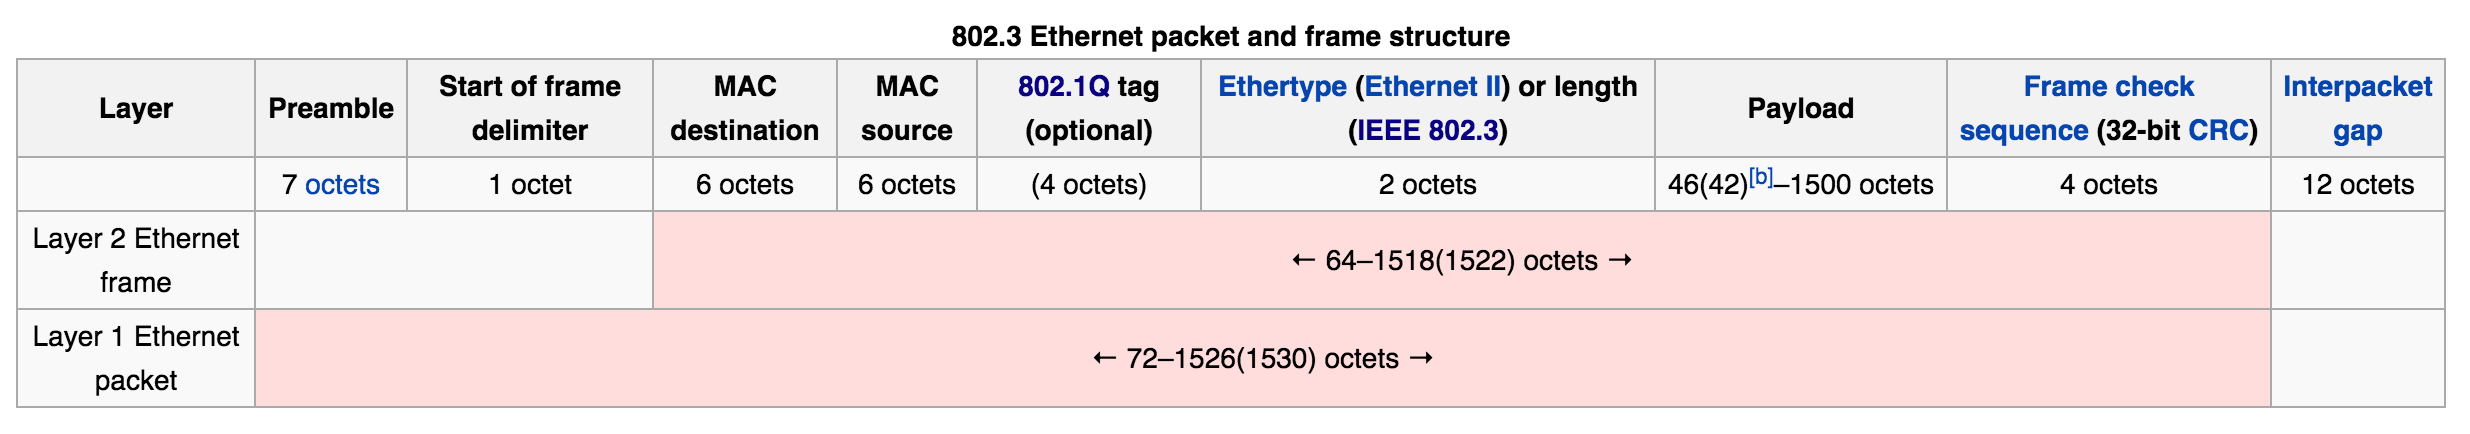 802.3 Ethernet packet and frame structure
Layer
Preamble
Start of frame
delimiter
MAC
destination
MAC
source
802.1Q tag
(optional)
Ethertype (Ethernet II) or length
(IEEE 802.3)
Payload
Frame check
sequence (32-bit CRC)
Interpacket
gap
7 octets
1 octet
6 octets
6 octets
(4 octets)
2 octets
46(42)[b]–1500 octets
4 octets
12 octets
Layer 2 Ethernet
frame
← 64–1518(1522) octets →
Layer 1 Ethernet
packet
← 72–1526(1530) octets →